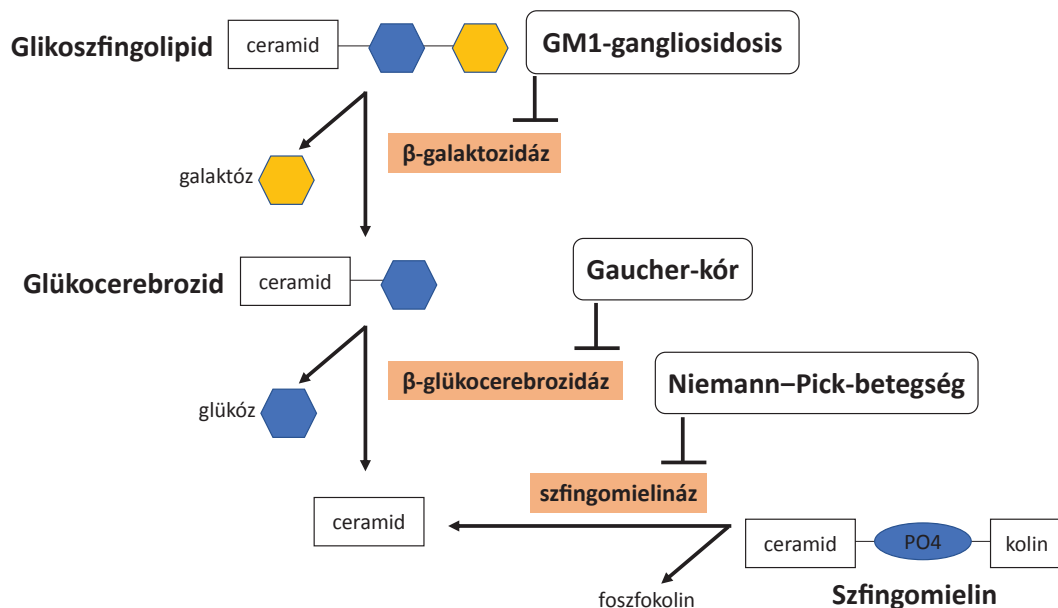 Glikoszfingolipid
ceramid
GM1-gangliosidosis
β-galaktozidáz
galaktóz
Glükocerebrozid
ceramid
Gaucher-kór
β-glükocerebrozidáz
glükóz
Niemann–Pick-betegség
szfingomielináz
ceramid
ceramid
PO4
kolin
foszfokolin
Szfingomielin